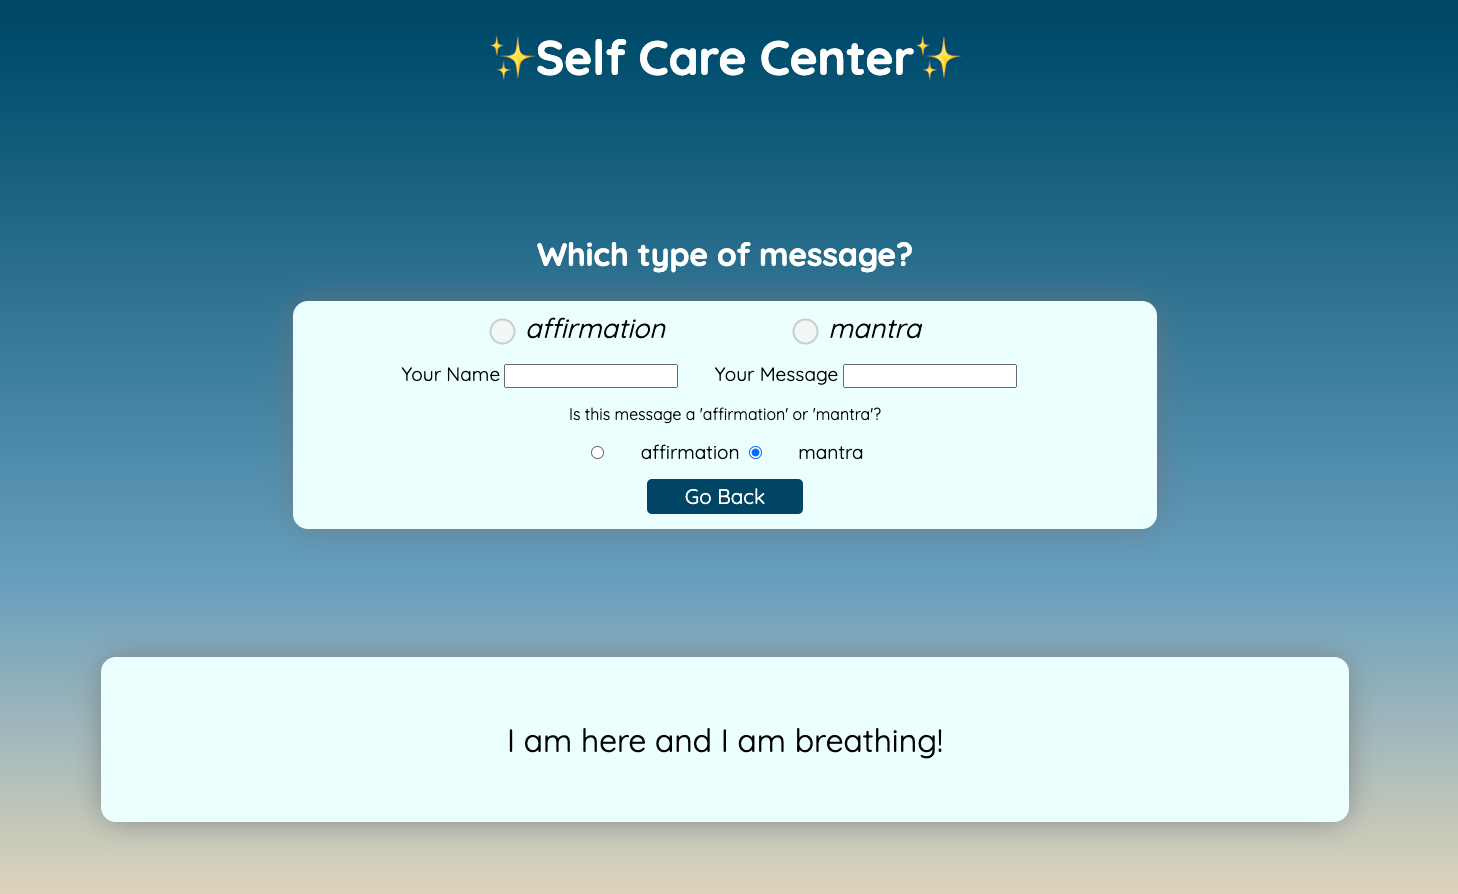 ✨Self Care Center✨
Which type of message?
affirmation mantra
Your Name Your Message
Is this message a 'affirmation' or 'mantra'?
affirmation mantra
Go Back
I am here and I am breathing!